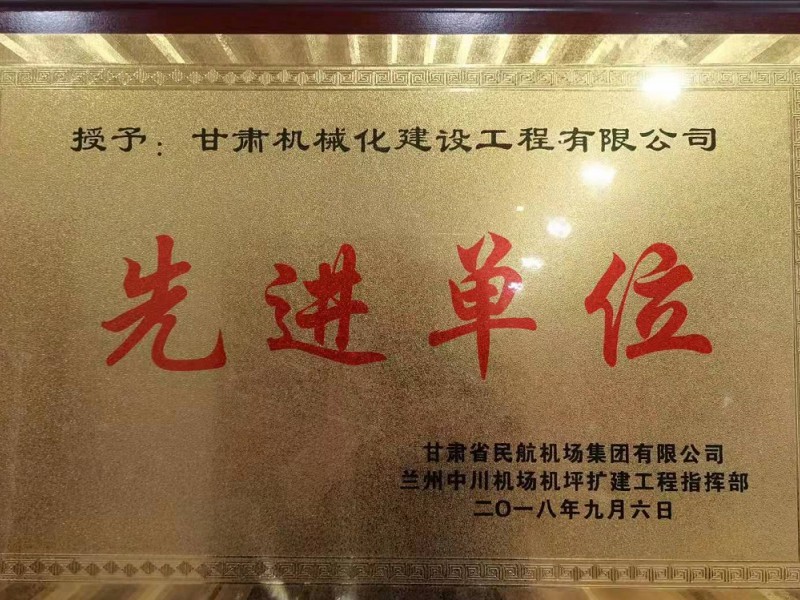 授予：甘肃机械化建设工程有限公司
先进单位
甘肃省民航机场集团有限公司
兰州中川机场机坪扩建工程指挥部
二〇一八年九月六日